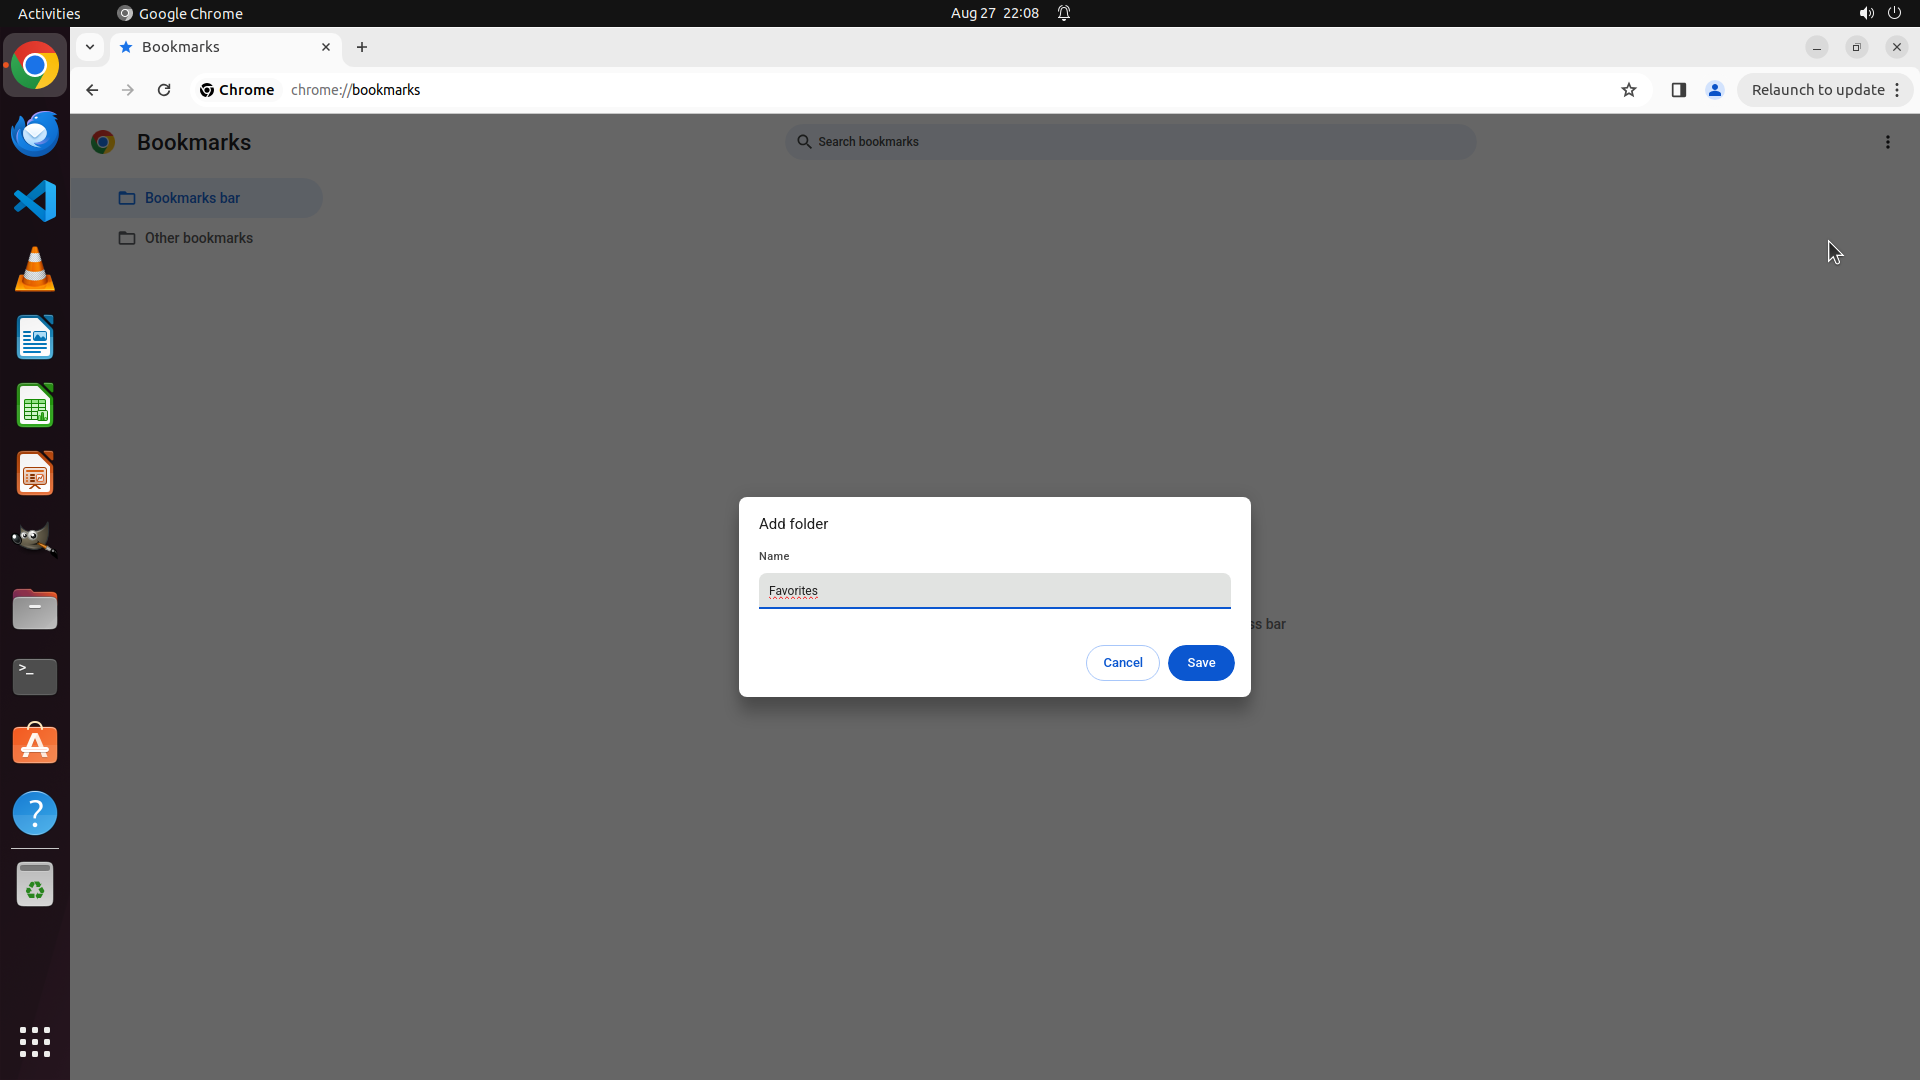 Activities
Google Chrome
Aug 27 22:08
Bookmarks
Chrome
chrome://bookmarks
Relaunch to update
Bookmarks
Search bookmarks
Bookmarks bar
Other bookmarks
Add folder
Name
Favorites
ss bar
Cancel
Save